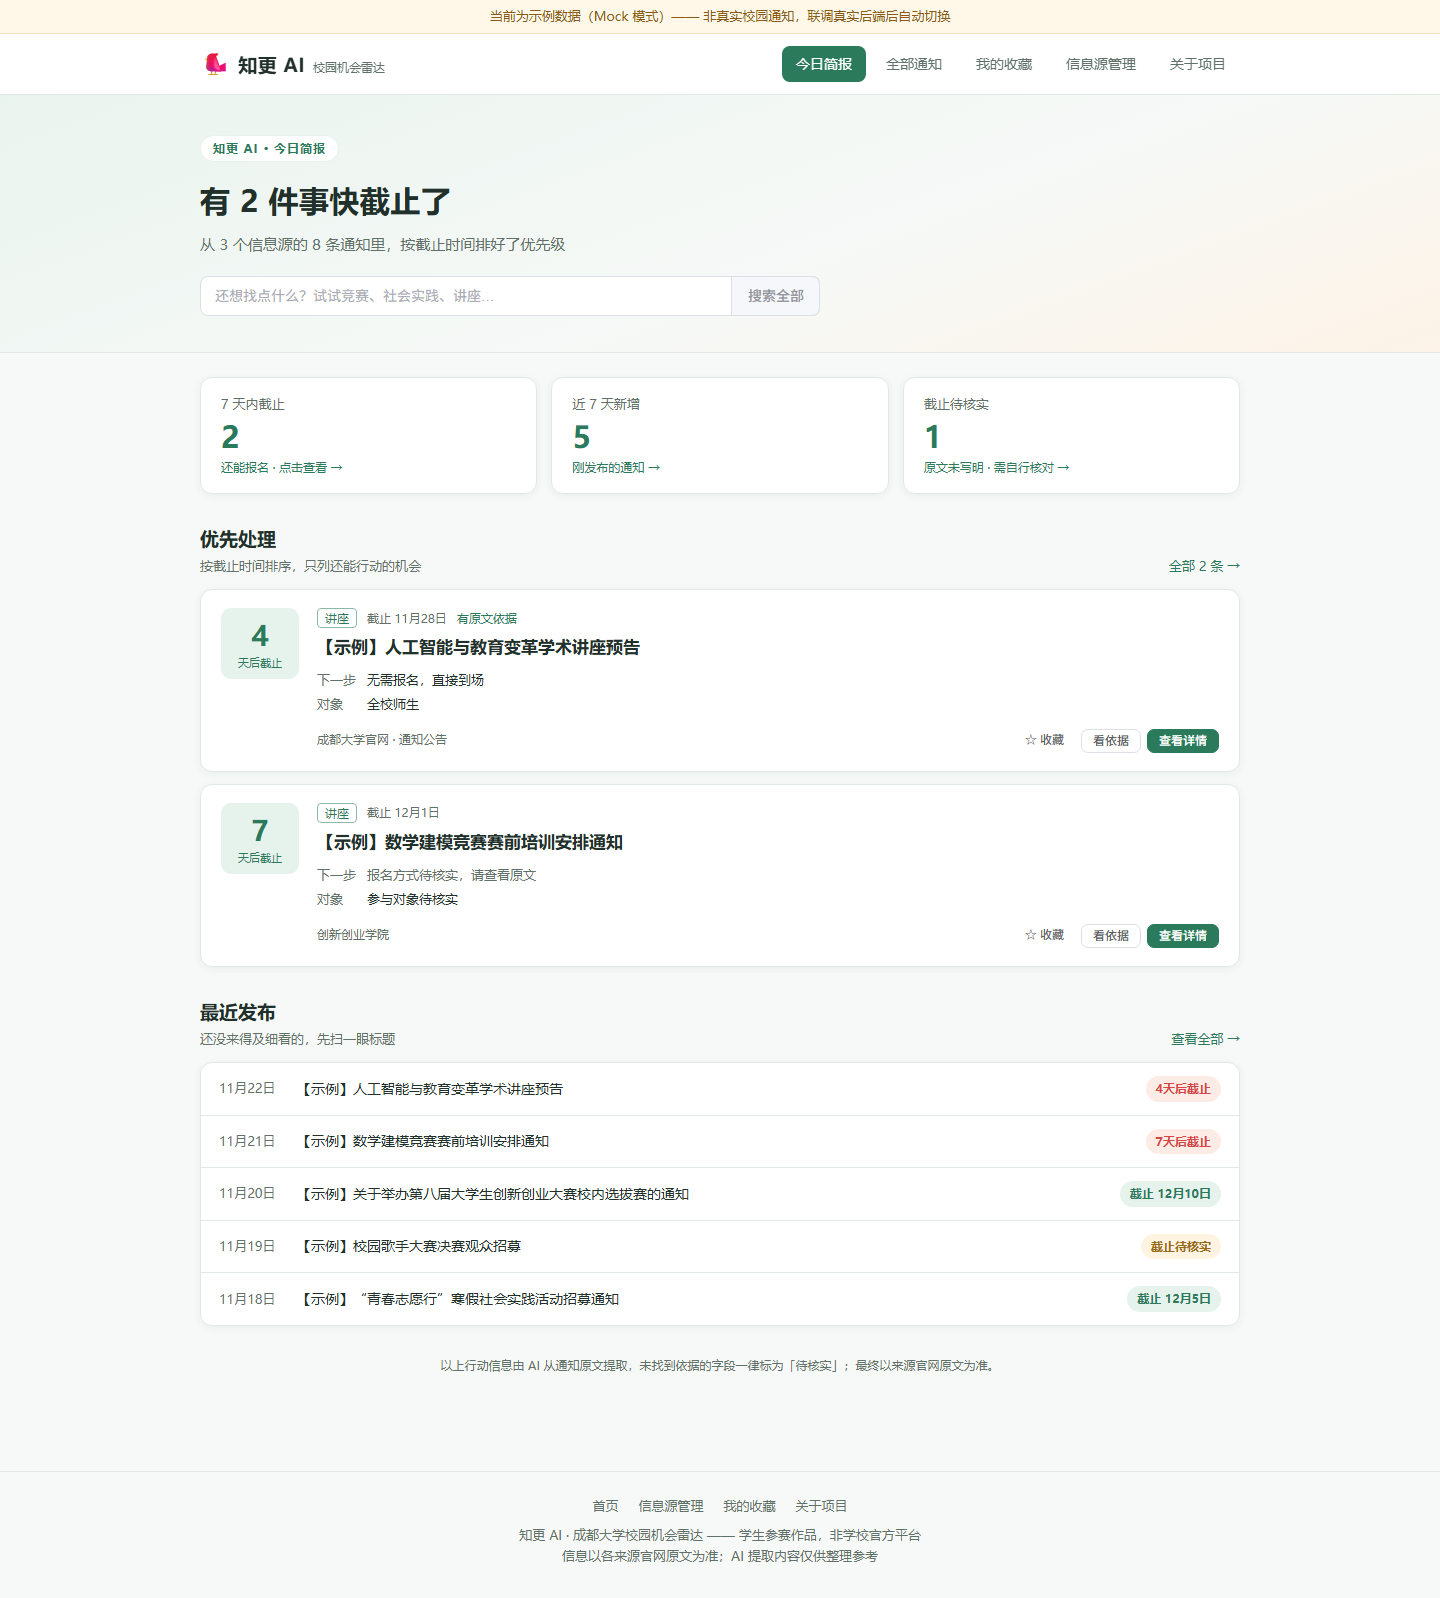 当前为示例数据（Mock 模式）—— 非真实校园通知，联调真实后端后自动切换
知更 AI 校园机会雷达
今日简报 全部通知 我的收藏 信息源管理 关于项目
知更 AI · 今日简报
有 2 件事快截止了
从 3 个信息源的 8 条通知里，按截止时间排好了优先级
还想找点什么？试试竞赛、社会实践、讲座... 搜索全部
7 天内截止
2
还能报名 · 点击查看 →
近 7 天新增
5
刚发布的通知 →
截止待核实
1
原文未写明 · 需自行核对 →
优先处理
按截止时间排序，只列还能行动的机会 全部 2 条 →
4
天后截止
讲座 截止 11月28日 有原文依据
【示例】人工智能与教育变革学术讲座预告
下一步 无需报名，直接到场
对象 全校师生
成都大学官网 · 通知公告 ☆ 收藏 看依据 查看详情
7
天后截止
讲座 截止 12月1日
【示例】数学建模竞赛赛前培训安排通知
下一步 报名方式待核实，请查看原文
对象 参与对象待核实
创新创业学院 ☆ 收藏 看依据 查看详情
最近发布
还没来得及细看的，先扫一眼标题 查看全部 →
11月22日 【示例】人工智能与教育变革学术讲座预告 4天后截止
11月21日 【示例】数学建模竞赛赛前培训安排通知 7天后截止
11月20日 【示例】关于举办第八届大学生创新创业大赛校内选拔赛的通知 截止 12月10日
11月19日 【示例】校园歌手大赛决赛观众招募 截止待核实
11月18日 【示例】“青春志愿行”寒假社会实践活动招募通知 截止 12月5日
以上行动信息由 AI 从通知原文提取，未找到依据的字段一律标为「待核实」；最终以来源官网原文为准。
首页 信息源管理 我的收藏 关于项目
知更 AI · 成都大学校园机会雷达 —— 学生参赛作品，非学校官方平台
信息以各来源官网原文为准；AI 提取内容仅供整理参考